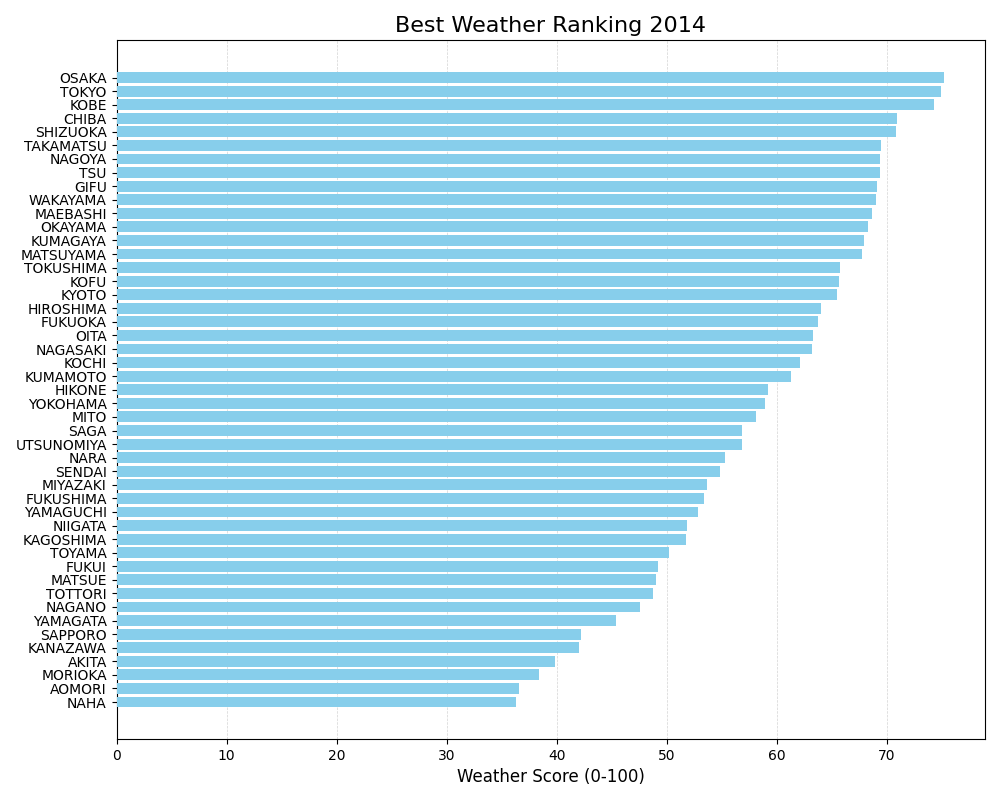 Best Weather Ranking 2014
OSAKA
TOKYO
KOBE
CHIBA
SHIZUOKA
TAKAMATSU
NAGOYA
TSU
GIFU
WAKAYAMA
MAEBASHI
OKAYAMA
KUMAGAYA
MATSUYAMA
TOKUSHIMA
KOFU
KYOTO
HIROSHIMA
FUKUOKA
OITA
NAGASAKI
KOCHI
KUMAMOTO
HIKONE
YOKOHAMA
MITO
SAGA
UTSUNOMIYA
NARA
SENDAI
MIYAZAKI
FUKUSHIMA
YAMAGUCHI
NIIGATA
KAGOSHIMA
TOYAMA
FUKUI
MATSUE
TOTTORI
NAGANO
YAMAGATA
SAPPORO
KANAZAWA
AKITA
MORIOKA
AOMORI
NAHA
0 10 20 30 40 50 60 70
Weather Score (0-100)